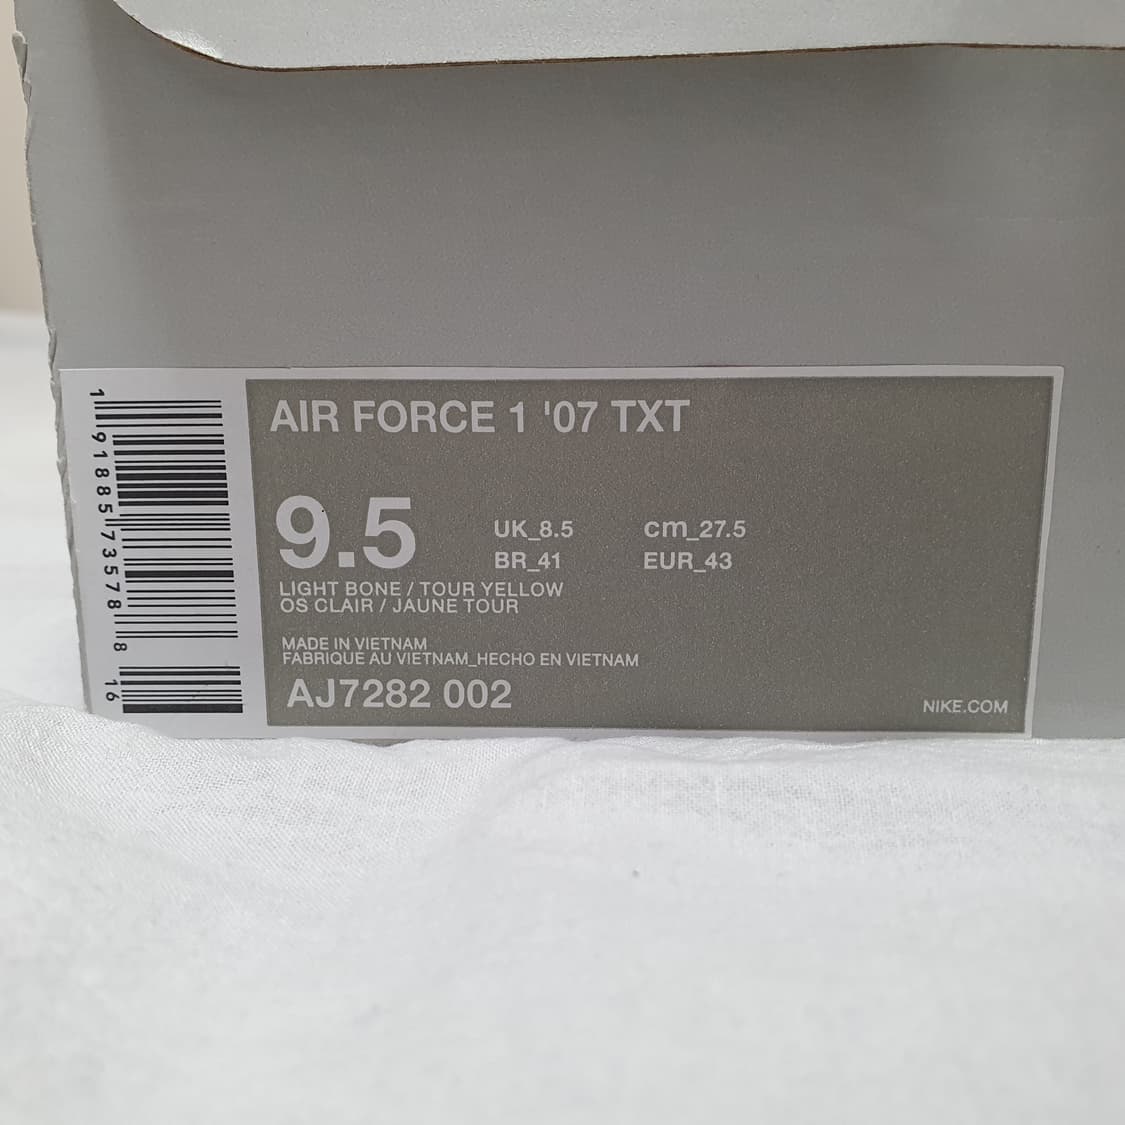 AIR FORCE 1 '07 TXT
9.5
UK_8.5 cm_27.5
BR_41 EUR_43
LIGHT BONE / TOUR YELLOW
OS CLAIR / JAUNE TOUR
MADE IN VIETNAM
FABRIQUE AU VIETNAM_HECHO EN VIETNAM
AJ7282 002
NIKE.COM
1 91885 73578 8 16